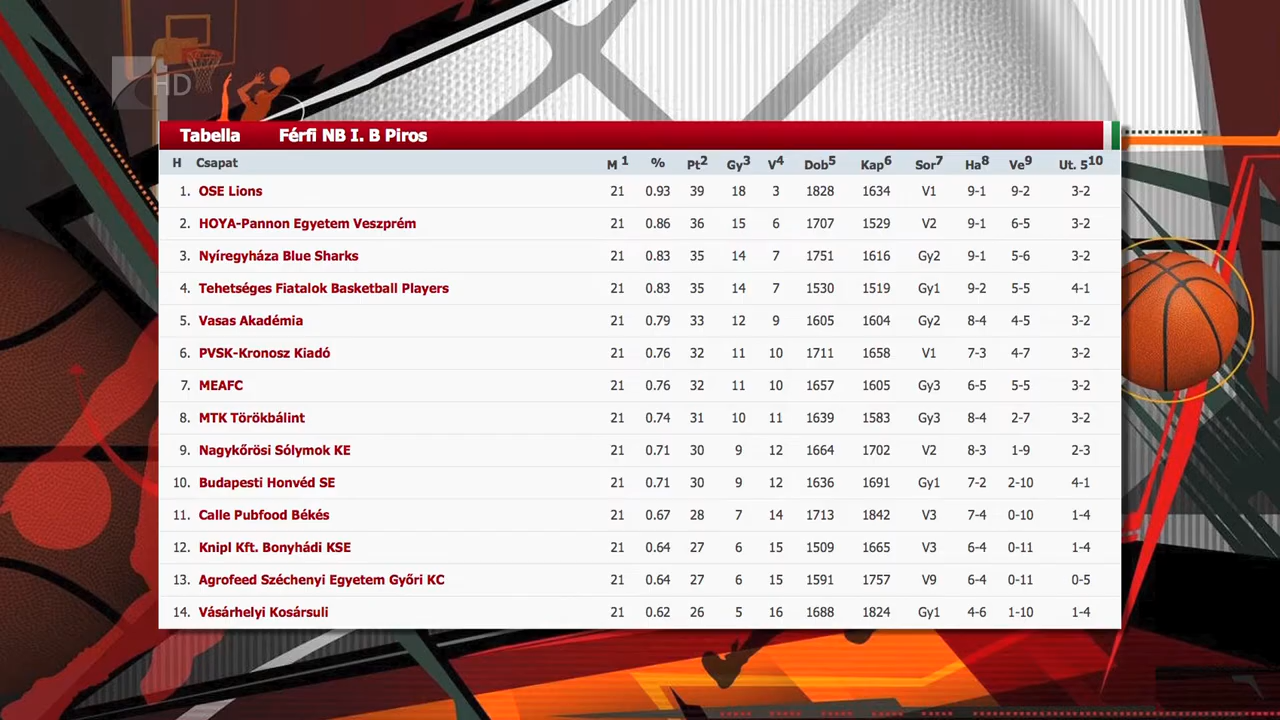 HD
Tabella Férfi NB I. B Piros
H Csapat M 1 % Pt2 Gy3 V4 Dob5 Kap6 Sor7 Ha8 Ve9 Ut. 510
1. OSE Lions 21 0.93 39 18 3 1828 1634 V1 9-1 9-2 3-2
2. HOYA-Pannon Egyetem Veszprém 21 0.86 36 15 6 1707 1529 V2 9-1 6-5 3-2
3. Nyíregyháza Blue Sharks 21 0.83 35 14 7 1751 1616 Gy2 9-1 5-6 3-2
4. Tehetséges Fiatalok Basketball Players 21 0.83 35 14 7 1530 1519 Gy1 9-2 5-5 4-1
5. Vasas Akadémia 21 0.79 33 12 9 1605 1604 Gy2 8-4 4-5 3-2
6. PVSK-Kronosz Kiadó 21 0.76 32 11 10 1711 1658 V1 7-3 4-7 3-2
7. MEAFC 21 0.76 32 11 10 1657 1605 Gy3 6-5 5-5 3-2
8. MTK Törökbálint 21 0.74 31 10 11 1639 1583 Gy3 8-4 2-7 3-2
9. Nagykőrösi Sólymok KE 21 0.71 30 9 12 1664 1702 V2 8-3 1-9 2-3
10. Budapesti Honvéd SE 21 0.71 30 9 12 1636 1691 Gy1 7-2 2-10 4-1
11. Calle Pubfood Békés 21 0.67 28 7 14 1713 1842 V3 7-4 0-10 1-4
12. Knipl Kft. Bonyhádi KSE 21 0.64 27 6 15 1509 1665 V3 6-4 0-11 1-4
13. Agrofeed Széchenyi Egyetem Győri KC 21 0.64 27 6 15 1591 1757 V9 6-4 0-11 0-5
14. Vásárhelyi Kosársuli 21 0.62 26 5 16 1688 1824 Gy1 4-6 1-10 1-4